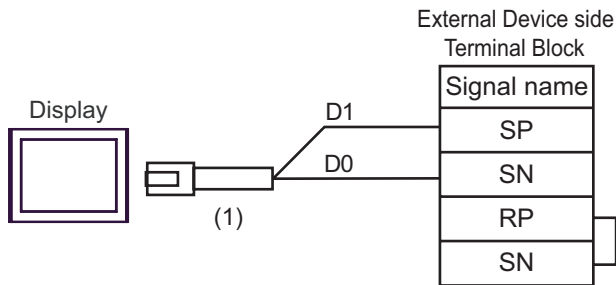 External Device side
Terminal Block
Signal name
Display
D1
SP
D0
SN
(1)
RP
SN